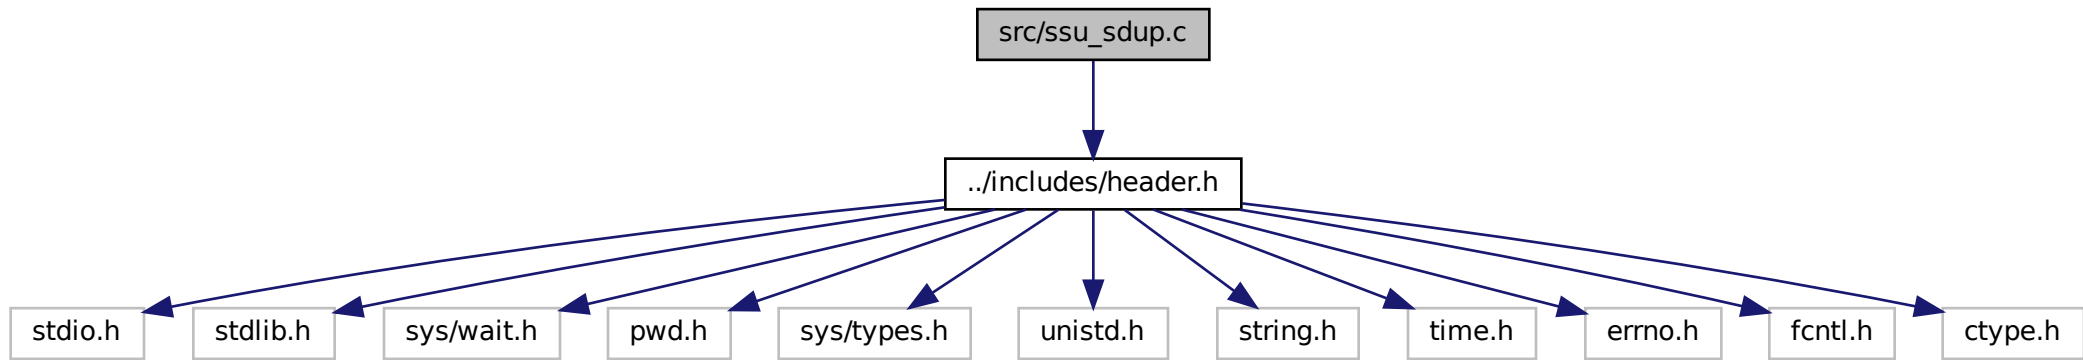 src/ssu_sdup.c
../includes/header.h
stdio.h
stdlib.h
sys/wait.h
pwd.h
sys/types.h
unistd.h
string.h
time.h
errno.h
fcntl.h
ctype.h